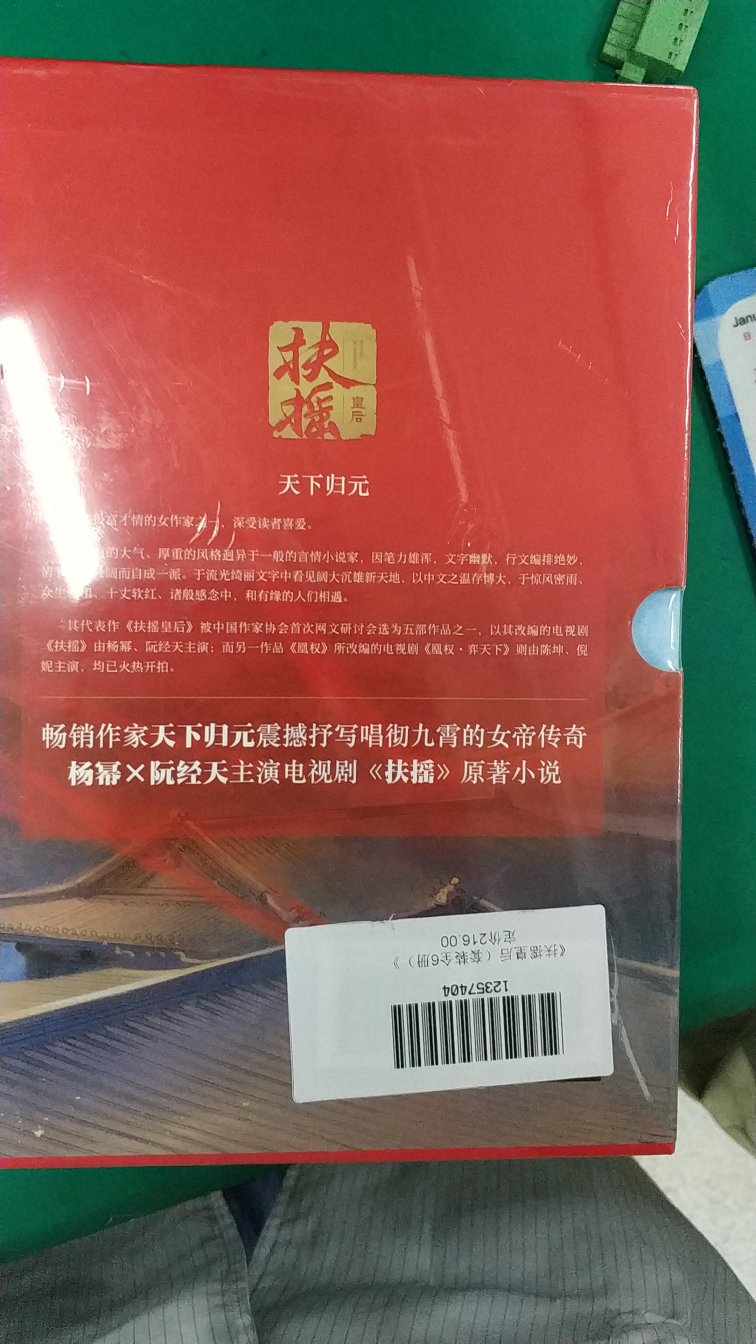 扶摇
皇后
天下归元
才情的女作家之一，深受读者喜爱。
的大气、厚重的风格迥异于一般的言情小说家，因笔力雄浑，文字幽默，行文编排绝妙，
阔而自成一派。于流光绮丽文字中看见阔大沉雄新天地，以中文之温存博大，于惊风密雨、
十丈软红、诸般感念中，和有缘的人们相遇。
其代表作《扶摇皇后》被中国作家协会首次网文研讨会选为五部作品之一，以其改编的电视剧
《扶摇》由杨幂、阮经天主演；而另一作品《凰权》所改编的电视剧《凰权·弈天下》则由陈坤、倪
妮主演，均已火热开拍。
畅销作家天下归元震撼抒写唱彻九霄的女帝传奇
杨幂×阮经天主演电视剧《扶摇》原著小说
12357404
《扶摇皇后（套装全6册）》
定价216.00
Janu
日